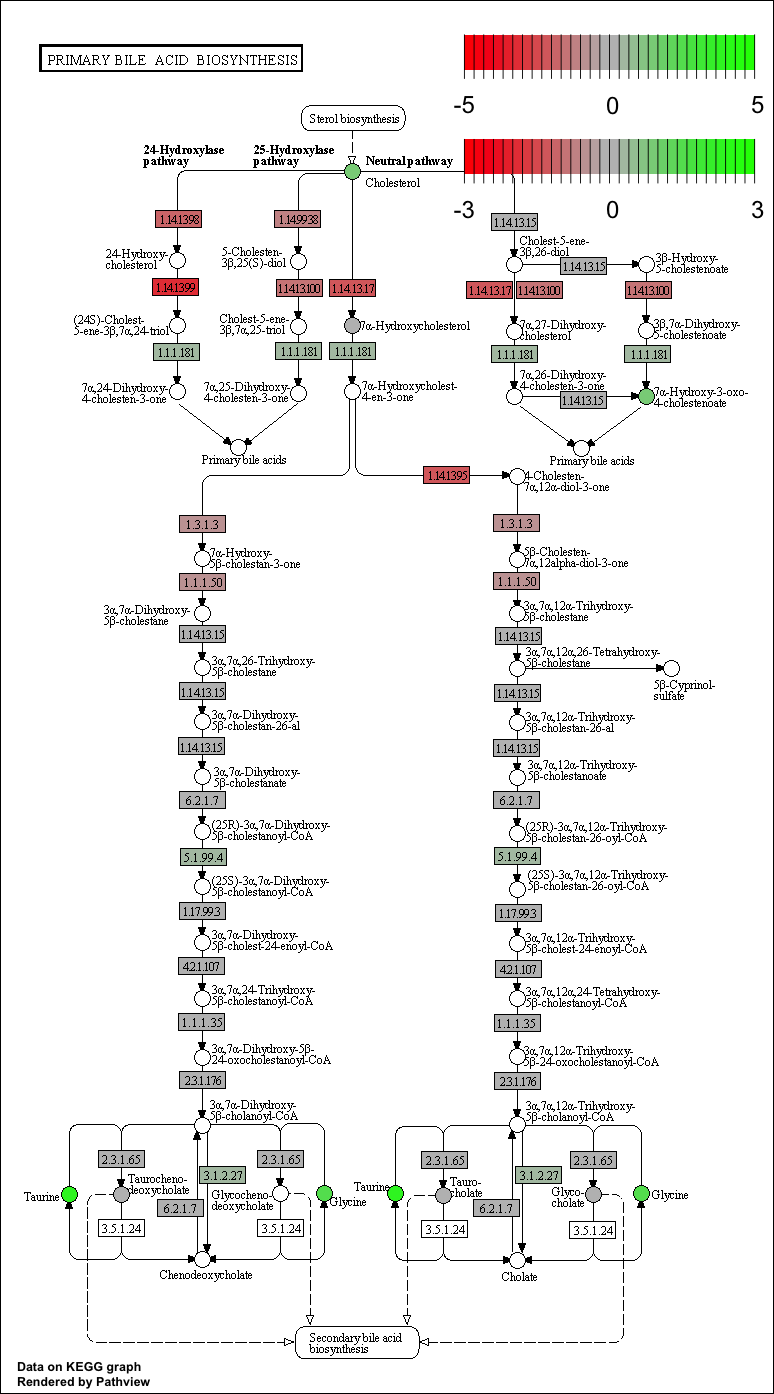 PRIMARY BILE ACID BIOSYNTHESIS
-5 0 5
-3 0 3
Sterol biosynthesis
24-Hydroxylase
pathway
25-Hydroxylase
pathway
Neutral pathway
Cholesterol
1.14.1398
1.149938
1.14.13.15
24-Hydroxy-
cholesterol
5-Cholesten-
3β,25(S)-diol
Cholest-5-ene-
3β,26-diol
1.14.13.15
3β-Hydroxy-
5-cholestenoate
1.14.1399
11413100
1.14.13.17
1.14.13.17
11413100
11413100
(24S)-Cholest-
5-ene-3β,7α,24-triol
Cholest-5-ene-
3β,7α,25-triol
7α-Hydroxycholesterol
7α,27-Dihydroxy-
cholesterol
3β,7α-Dihydroxy-
5-cholestenoate
1.1.1.181
1.1.1.181
1.1.1.181
1.1.1.181
1.1.1.181
7α,24-Dihydroxy-
4-cholesten-3-one
7α,25-Dihydroxy-
4-cholesten-3-one
7α-Hydroxycholest-
4-en-3-one
7α,26-Dihydroxy-
4-cholesten-3-one
1.14.13.15
7α-Hydroxy-3-oxo-
4-cholestenoate
Primary bile acids
Primary bile acids
1.14.1395
4-Cholesten-
7α,12α-diol-3-one
1.3.1.3
1.3.1.3
7α-Hydroxy-
5β-cholestan-3-one
5β-Cholesten-
7α,12alpha-diol-3-one
1.1.1.50
1.1.1.50
3α,7α-Dihydroxy-
5β-cholestane
3α,7α,12α-Trihydroxy-
5β-cholestane
1.14.13.15
1.14.13.15
3α,7α,26-Trihydroxy-
5β-cholestane
3α,7α,12α,26-Tetrahydroxy-
5β-cholestane
5β-Cyprinol-
sulfate
1.14.13.15
1.14.13.15
3α,7α-Dihydroxy-
5β-cholestan-26-al
3α,7α,12α-Trihydroxy-
5β-cholestan-26-al
1.14.13.15
1.14.13.15
3α,7α-Dihydroxy-
5β-cholestanate
3α,7α,12α-Trihydroxy-
5β-cholestanoate
6.2.1.7
6.2.1.7
(25R)-3α,7α-Dihydroxy-
5β-cholestanoyl-CoA
(25R)-3α,7α,12α-Trihydroxy-
5β-cholestan-26-oyl-CoA
5.1.99.4
5.1.99.4
(25S)-3α,7α-Dihydroxy-
5β-cholestanoyl-CoA
(25S)-3α,7α,12α-Trihydroxy-
5β-cholestan-26-oyl-CoA
1.17.99.3
1.17.99.3
3α,7α-Dihydroxy-
5β-cholest-24-enoyl-CoA
3α,7α,12α-Trihydroxy-
5β-cholest-24-enoyl-CoA
4.2.1.107
4.2.1.107
3α,7α,24-Trihydroxy-
5β-cholestanoyl-CoA
3α,7α,12α,24-Tetrahydroxy-
5β-cholestanoyl-CoA
1.1.1.35
1.1.1.35
3α,7α-Dihydroxy-5β-
24-oxocholestanoyl-CoA
3α,7α,12α-Trihydroxy-
5β-24-oxocholestanoyl-CoA
2.3.1.176
2.3.1.176
3α,7α-Dihydroxy-
5β-cholanoyl-CoA
3α,7α,12α-Trihydroxy-
5β-cholanoyl-CoA
2.3.1.65
2.3.1.65
2.3.1.65
2.3.1.65
3.1.2.27
3.1.2.27
Taurine
Taurocheno-
deoxycholate
Glycocheno-
deoxycholate
Glycine
Taurine
Tauro-
cholate
Glyco-
cholate
Glycine
6.2.1.7
6.2.1.7
3.5.1.24
3.5.1.24
3.5.1.24
3.5.1.24
Chenodeoxycholate
Cholate
Secondary bile acid
biosynthesis
Data on KEGG graph
Rendered by Pathview